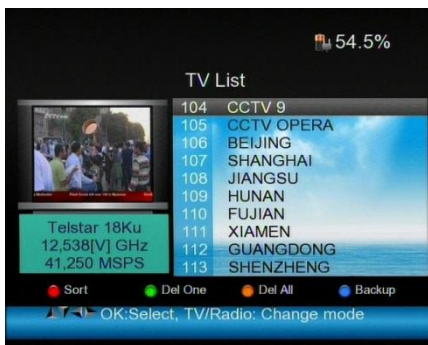 54.5%
TV List
104 CCTV 9
105 CCTV OPERA
106 BEIJING
107 SHANGHAI
108 JIANGSU
109 HUNAN
110 FUJIAN
111 XIAMEN
112 GUANGDONG
113 SHENZHENG
Telstar 18Ku
12,538[V] GHz
41,250 MSPS
Sort Del One Del All Backup
OK:Select, TV/Radio: Change mode